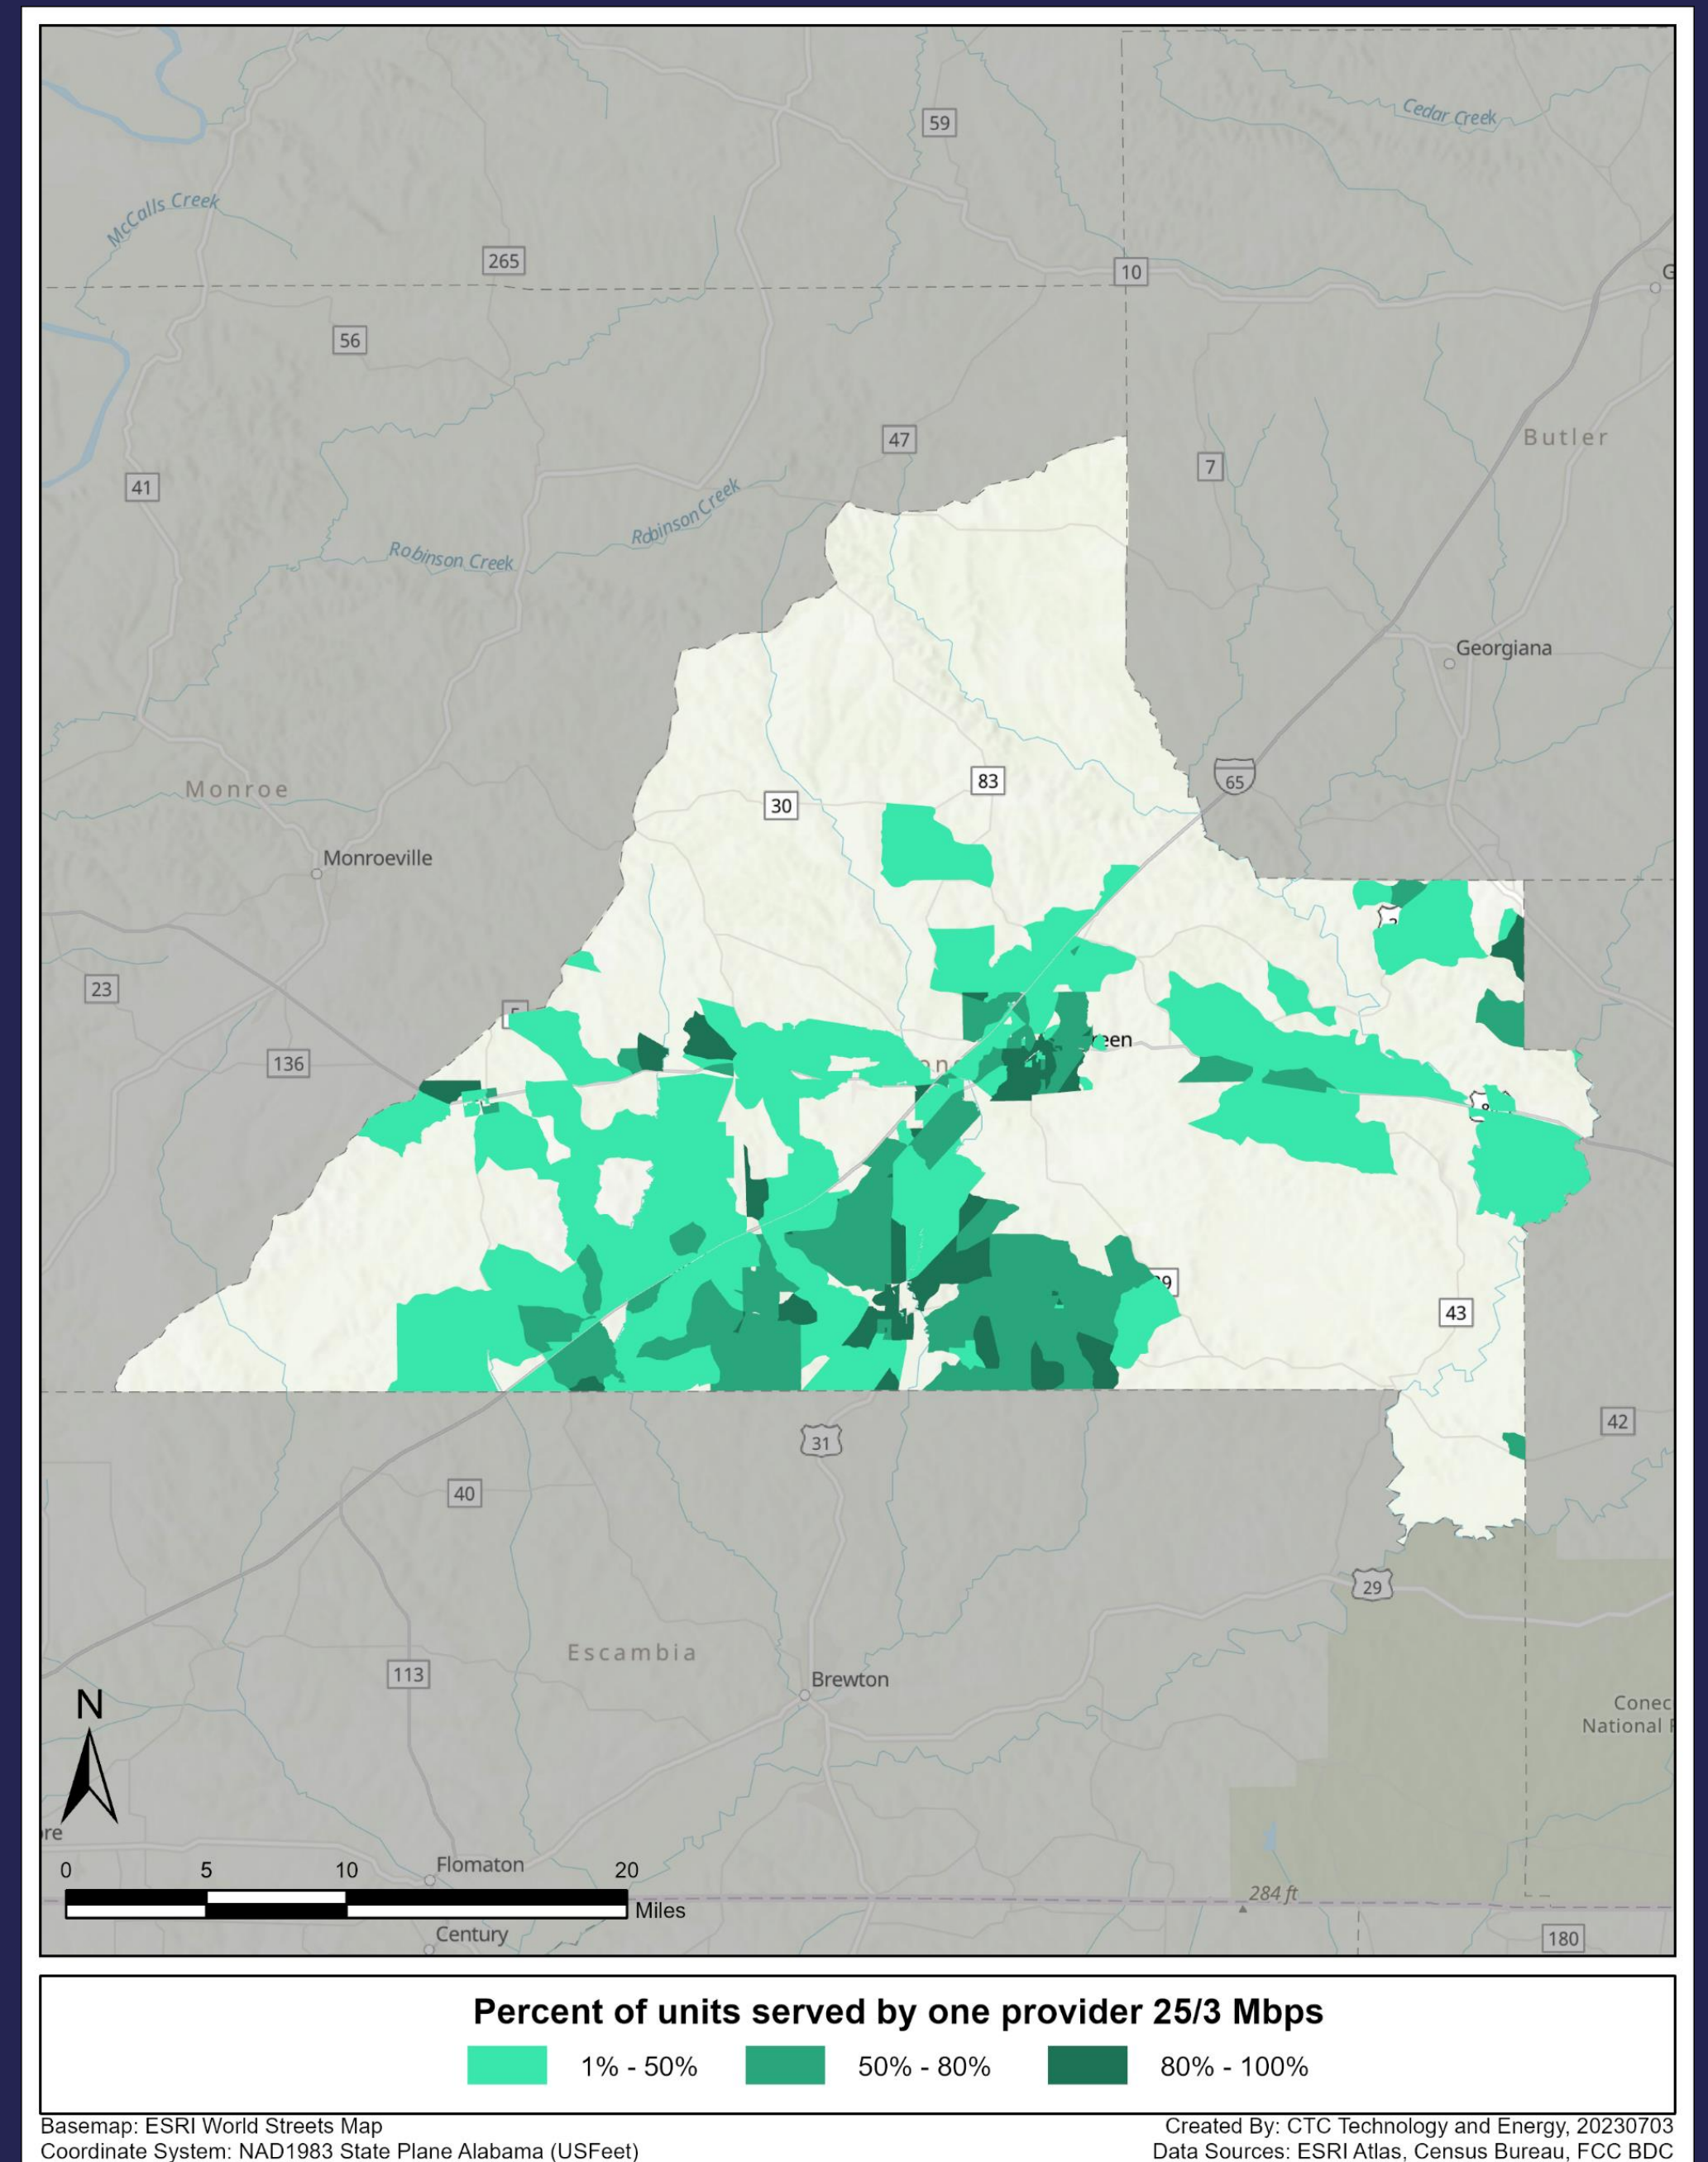 59
Cedar Creek
McCalls Creek
265
10
G
56
47
Butler
7
41
Robinson Creek
Robinson Creek
Georgiana
65
83
30
Monroe
Monroeville
23
5
136
een
43
42
31
40
29
113
Escambia
Brewton
Conec
National F
N
re
0 5 10 20
Miles
Flomaton
284 ft
Century
180
Percent of units served by one provider 25/3 Mbps
1% - 50% 50% - 80% 80% - 100%
Basemap: ESRI World Streets Map
Created By: CTC Technology and Energy, 20230703
Coordinate System: NAD1983 State Plane Alabama (USFeet)
Data Sources: ESRI Atlas, Census Bureau, FCC BDC